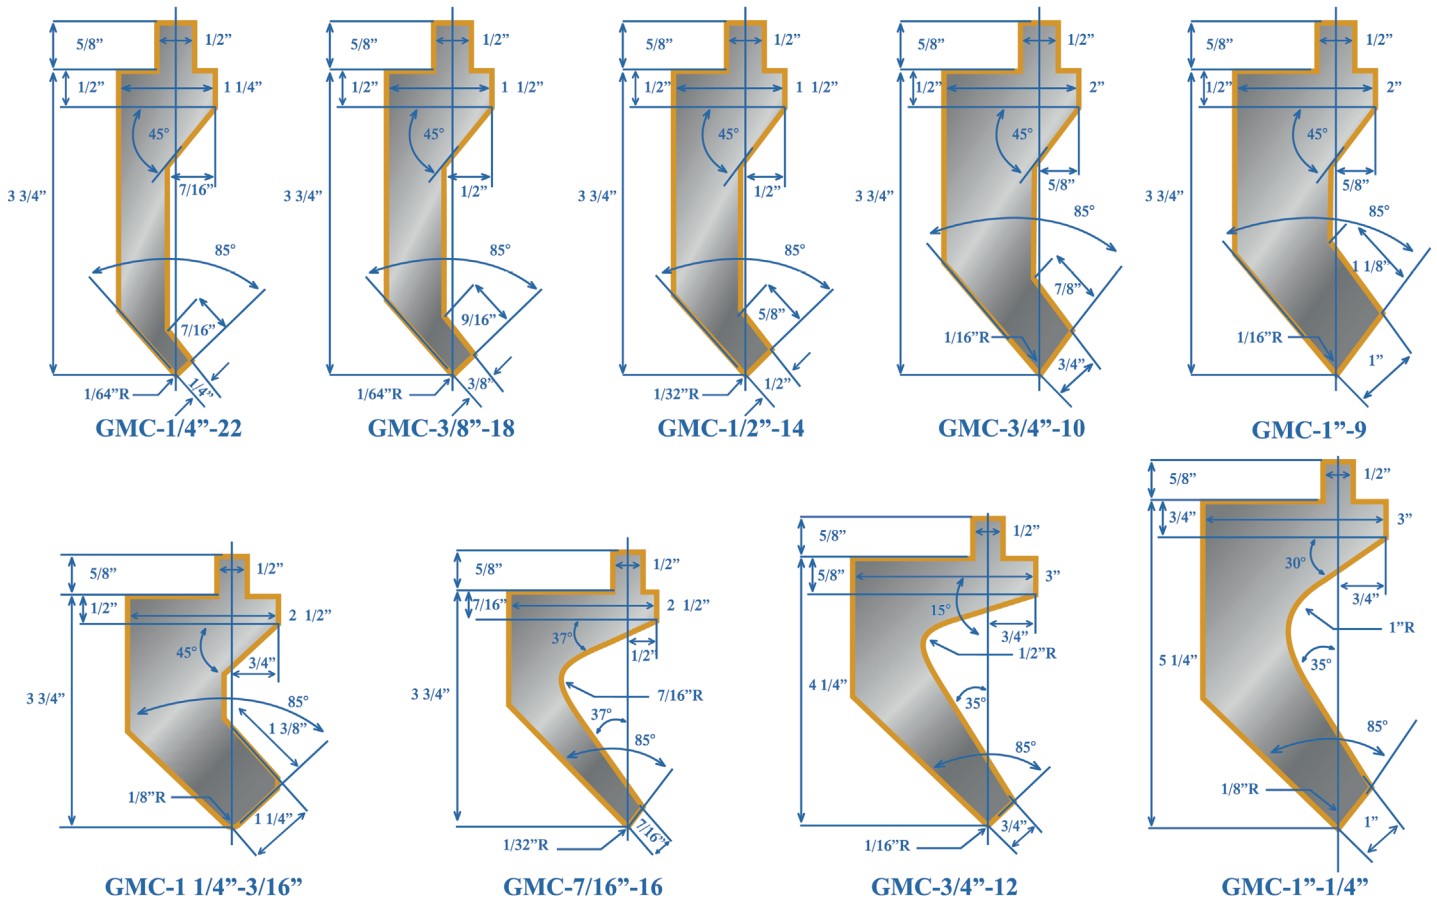 5/8” 1/2”
1/2” 1 1/4”
45°
3 3/4” 7/16”
85°
7/16”
1/64”R 1/4”
GMC-1/4”-22
5/8” 1/2”
1/2” 1 1/2”
45°
3 3/4” 1/2”
85°
9/16”
1/64”R 3/8”
GMC-3/8”-18
5/8” 1/2”
1/2” 1 1/2”
45°
3 3/4” 1/2”
85°
5/8”
1/32”R 1/2”
GMC-1/2”-14
5/8” 1/2”
1/2” 2”
45°
3 3/4” 5/8”
85°
7/8”
1/16”R 3/4”
GMC-3/4”-10
5/8” 1/2”
1/2” 2”
45°
3 3/4” 5/8”
85°
1 1/8”
1/16”R 1”
GMC-1”-9
5/8” 1/2”
1/2” 2 1/2”
45°
3/4”
3 3/4” 85°
1 3/8”
1/8”R 1 1/4”
GMC-1 1/4”-3/16”
5/8” 1/2”
7/16” 2 1/2”
37°
1/2”
3 3/4” 7/16”R
37°
85°
7/16”
1/32”R
GMC-7/16”-16
5/8” 1/2”
5/8” 3”
15°
3/4”
1/2”R
4 1/4” 35°
85°
3/4”
1/16”R
GMC-3/4”-12
5/8” 1/2”
3/4” 3”
30°
3/4”
1”R
5 1/4” 35°
85°
1/8”R 1”
GMC-1”-1/4”